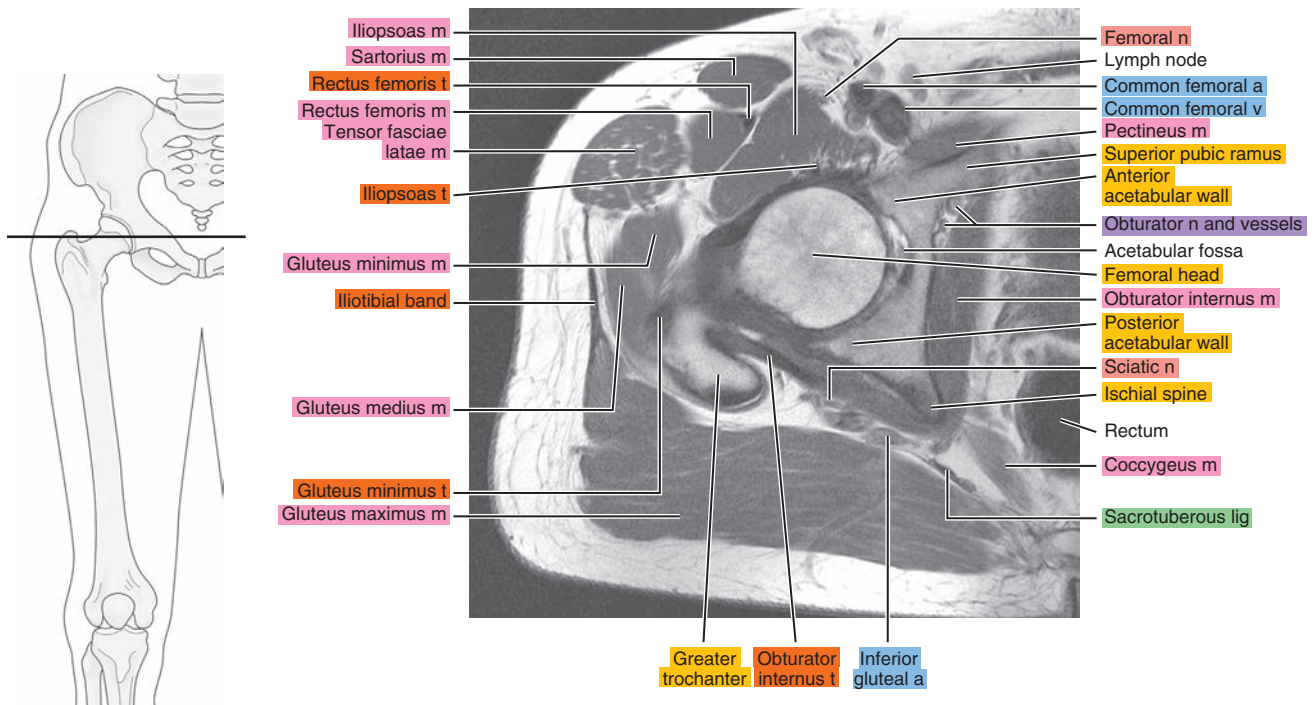 Iliopsoas m
Sartorius m
Rectus femoris t
Rectus femoris m
Tensor fasciae
latae m
Iliopsoas t
Gluteus minimus m
Iliotibial band
Gluteus medius m
Gluteus minimus t
Gluteus maximus m
Femoral n
Lymph node
Common femoral a
Common femoral v
Pectineus m
Superior pubic ramus
Anterior
acetabular wall
Obturator n and vessels
Acetabular fossa
Femoral head
Obturator internus m
Posterior
acetabular wall
Sciatic n
Ischial spine
Rectum
Coccygeus m
Sacrotuberous lig
Greater
trochanter
Obturator
internus t
Inferior
gluteal a